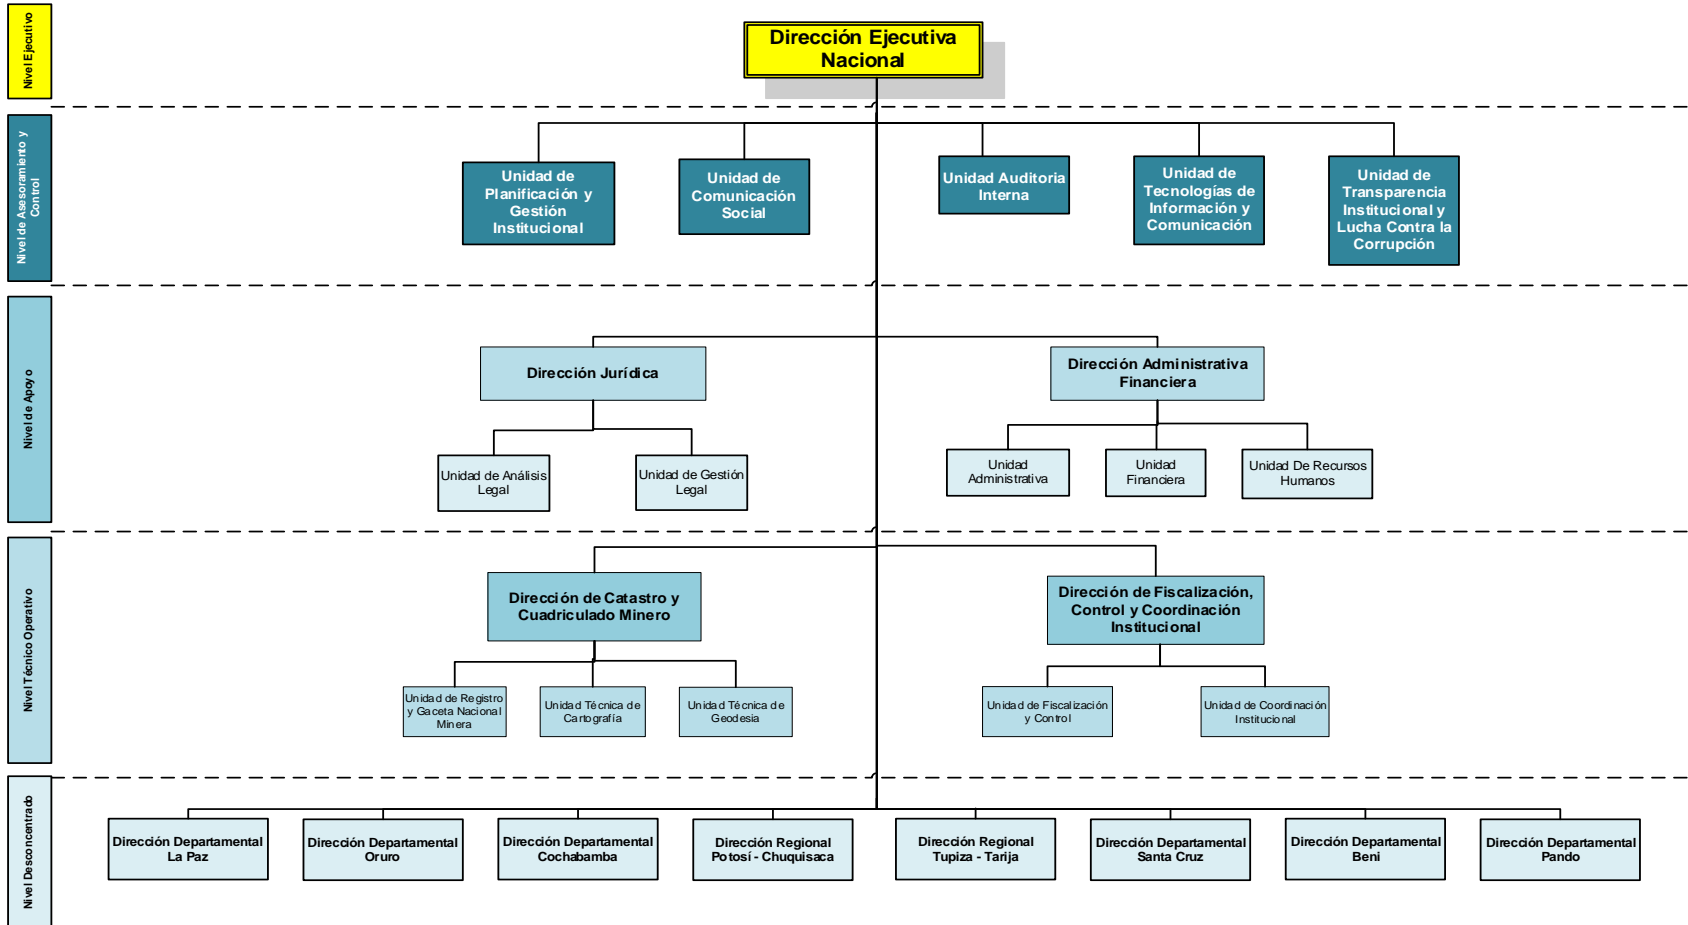 Nivel Ejecutivo
Dirección Ejecutiva
Nacional
Nivel de Asesoramiento y
Control
Unidad de
Planificación y
Gestión
Institucional
Unidad de
Comunicación
Social
Unidad Auditoria
Interna
Unidad de
Tecnologías de
Información y
Comunicación
Unidad de
Transparencia
Institucional y
Lucha Contra la
Corrupción
Nivel de Apoyo
Dirección Jurídica
Dirección Administrativa
Financiera
Unidad de Análisis
Legal
Unidad de Gestión
Legal
Unidad
Administrativa
Unidad
Financiera
Unidad De Recursos
Humanos
Nivel Técnico Operativo
Dirección de Catastro y
Cuadriculado Minero
Dirección de Fiscalización,
Control y Coordinación
Institucional
Unidad de Registro
y Gaceta Nacional
Minera
Unidad Técnica de
Cartografía
Unidad Técnica de
Geodesia
Unidad de Fiscalización
y Control
Unidad de Coordinación
Institucional
Nivel Desconcentrado
Dirección Departamental
La Paz
Dirección Departamental
Oruro
Dirección Departamental
Cochabamba
Dirección Regional
Potosí - Chuquisaca
Dirección Regional
Tupiza - Tarija
Dirección Departamental
Santa Cruz
Dirección Departamental
Beni
Dirección Departamental
Pando